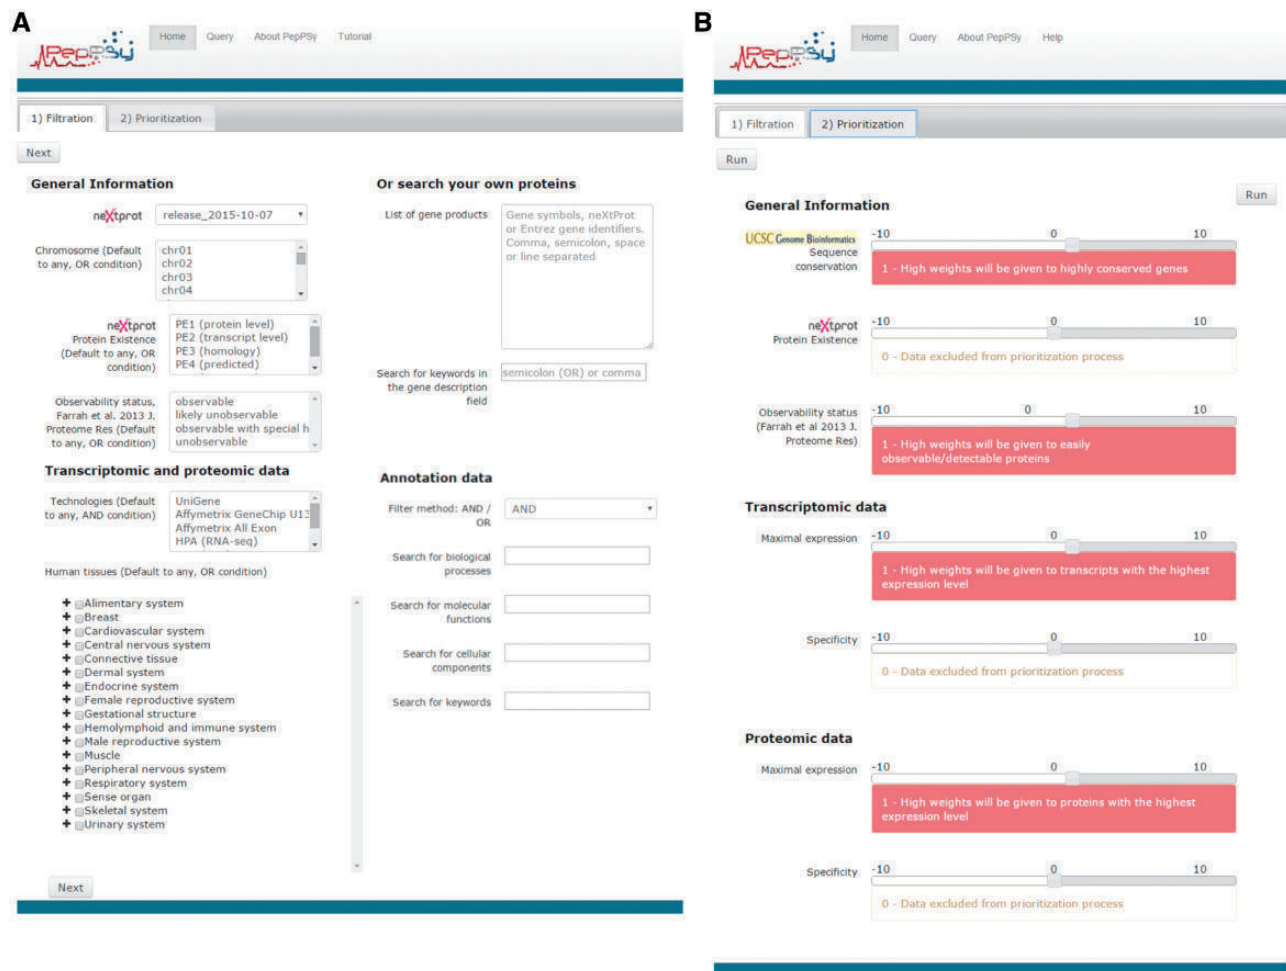 A
PepPSy
Home Query About PepPSy Tutorial
1) Filtration 2) Prioritization
Next
General Information
neXtprot release_2015-10-07
Chromosome (Default
to any, OR condition)
chr01
chr02
chr03
chr04
neXtprot
Protein Existence
(Default to any, OR
condition)
PE1 (protein level)
PE2 (transcript level)
PE3 (homology)
PE4 (predicted)
Observability status,
Farrah et al. 2013 J.
Proteome Res (Default
to any, OR condition)
observable
likely unobservable
observable with special h
unobservable
Transcriptomic and proteomic data
Technologies (Default
to any, AND condition)
UniGene
Affymetrix GeneChip U13
Affymetrix All Exon
HPA (RNA-seq)
Human tissues (Default to any, OR condition)
+ Alimentary system
+ Breast
+ Cardiovascular system
+ Central nervous system
+ Connective tissue
+ Dermal system
+ Endocrine system
+ Female reproductive system
+ Gestational structure
+ Hemolymphoid and immune system
+ Male reproductive system
+ Muscle
+ Peripheral nervous system
+ Respiratory system
+ Sense organ
+ Skeletal system
+ Urinary system
Next
Or search your own proteins
List of gene products
Gene symbols, neXtProt
or Entrez gene identifiers.
Comma, semicolon, space
or line separated
Search for keywords in
the gene description
field
semicolon (OR) or comma
Annotation data
Filter method: AND /
OR
AND
Search for biological
processes
Search for molecular
functions
Search for cellular
components
Search for keywords
B
PepPSy
Home Query About PepPSy Help
1) Filtration 2) Prioritization
Run
Run
General Information
UCSC Genome Bioinformatics
Sequence
conservation
-10 0 10
1 - High weights will be given to highly conserved genes
neXtprot
Protein Existence
-10 0 10
0 - Data excluded from prioritization process
Observability status
(Farrah et al 2013 J.
Proteome Res)
-10 0 10
1 - High weights will be given to easily
observable/detectable proteins
Transcriptomic data
Maximal expression
-10 0 10
1 - High weights will be given to transcripts with the highest
expression level
Specificity
-10 0 10
0 - Data excluded from prioritization process
Proteomic data
Maximal expression
-10 0 10
1 - High weights will be given to proteins with the highest
expression level
Specificity
-10 0 10
0 - Data excluded from prioritization process